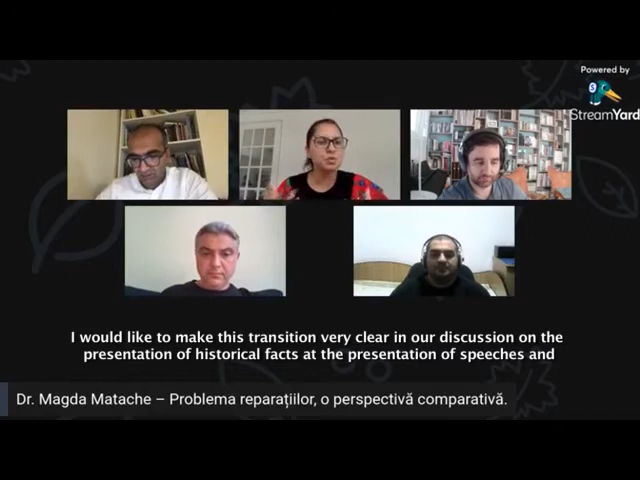 Powered by
StreamYard
I would like to make this transition very clear in our discussion on the
presentation of historical facts at the presentation of speeches and
Dr. Magda Matache – Problema reparațiilor, o perspectivă comparativă.